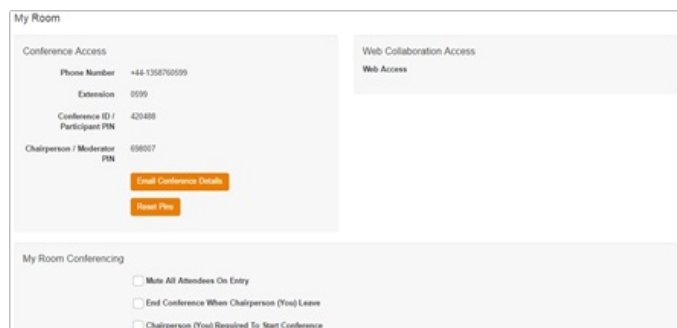 My Room
Conference Access
Phone Number +44-1358760599
Extension 0599
Conference ID /
Participant PIN 420488
Chairperson / Moderator
PIN 698007
Email Conference Details
Reset Pins
Web Collaboration Access
Web Access
My Room Conferencing
Mute All Attendees On Entry
End Conference When Chairperson (You) Leave
Chairperson (You) Required To Start Conference